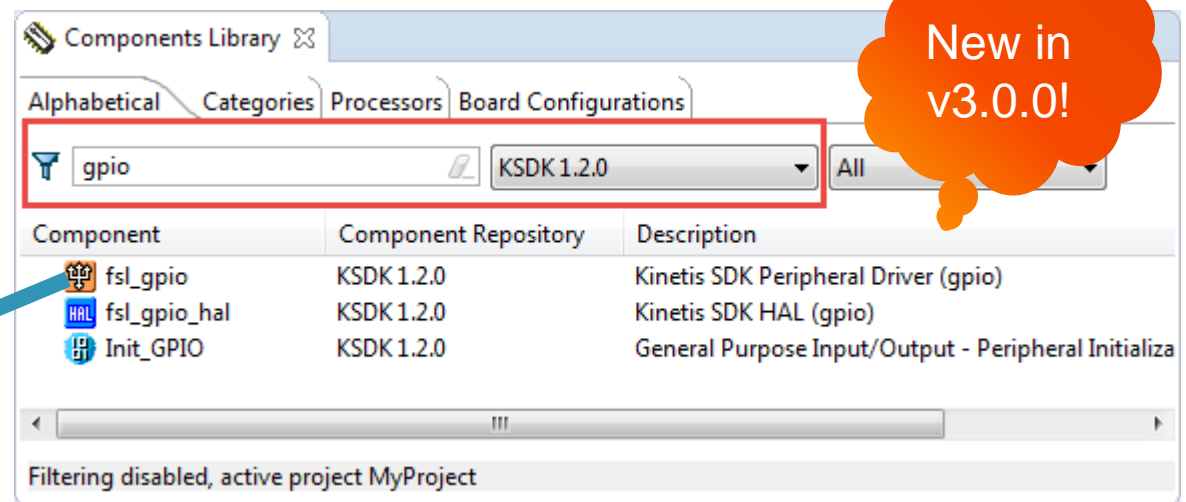 Components Library
New in
v3.0.0!
Alphabetical Categories Processors Board Configurations
gpio KSDK 1.2.0 All
Component Component Repository Description
fsl_gpio KSDK 1.2.0 Kinetis SDK Peripheral Driver (gpio)
HAL fsl_gpio_hal KSDK 1.2.0 Kinetis SDK HAL (gpio)
Init_GPIO KSDK 1.2.0 General Purpose Input/Output - Peripheral Initializa
Filtering disabled, active project MyProject